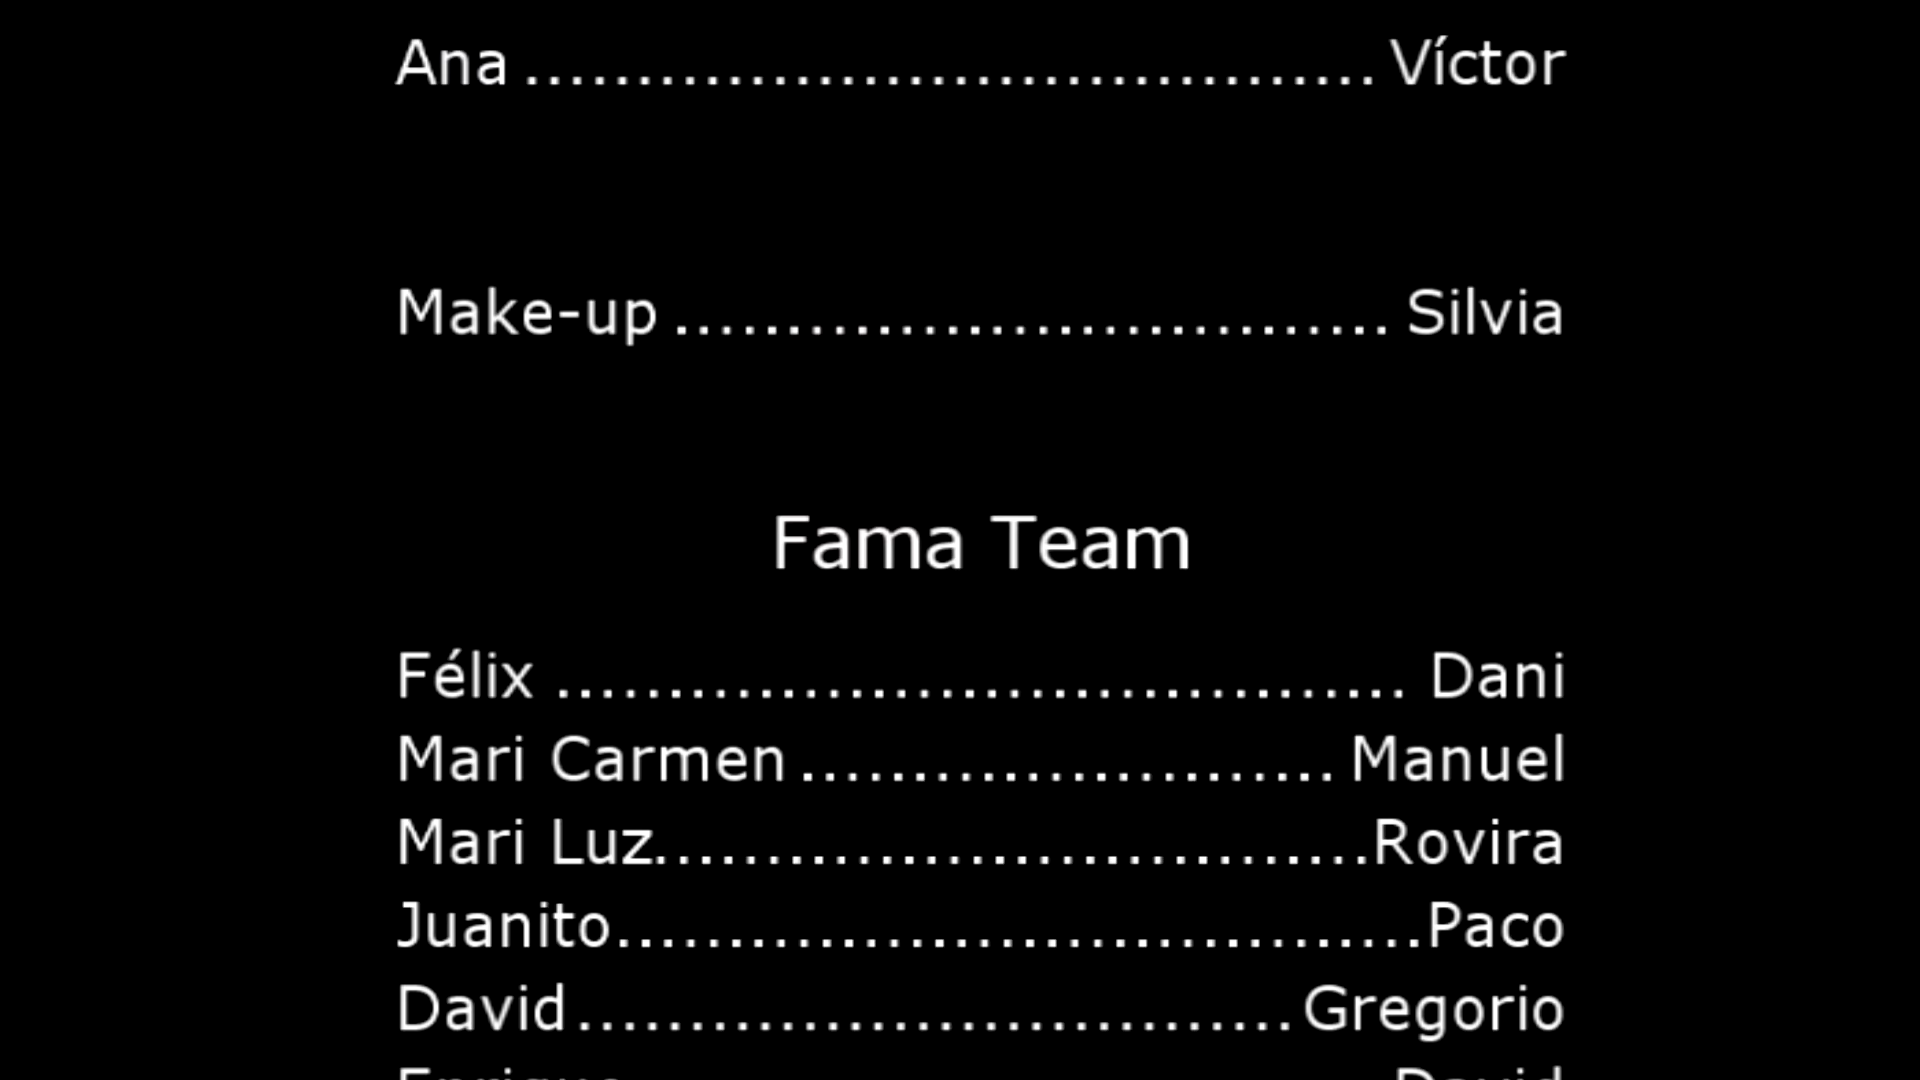 Ana ...................................... Víctor
Make-up ................................ Silvia
Fama Team
Félix ...................................... Dani
Mari Carmen ........................ Manuel
Mari Luz................................Rovira
Juanito....................................Paco
David ................................ Gregorio